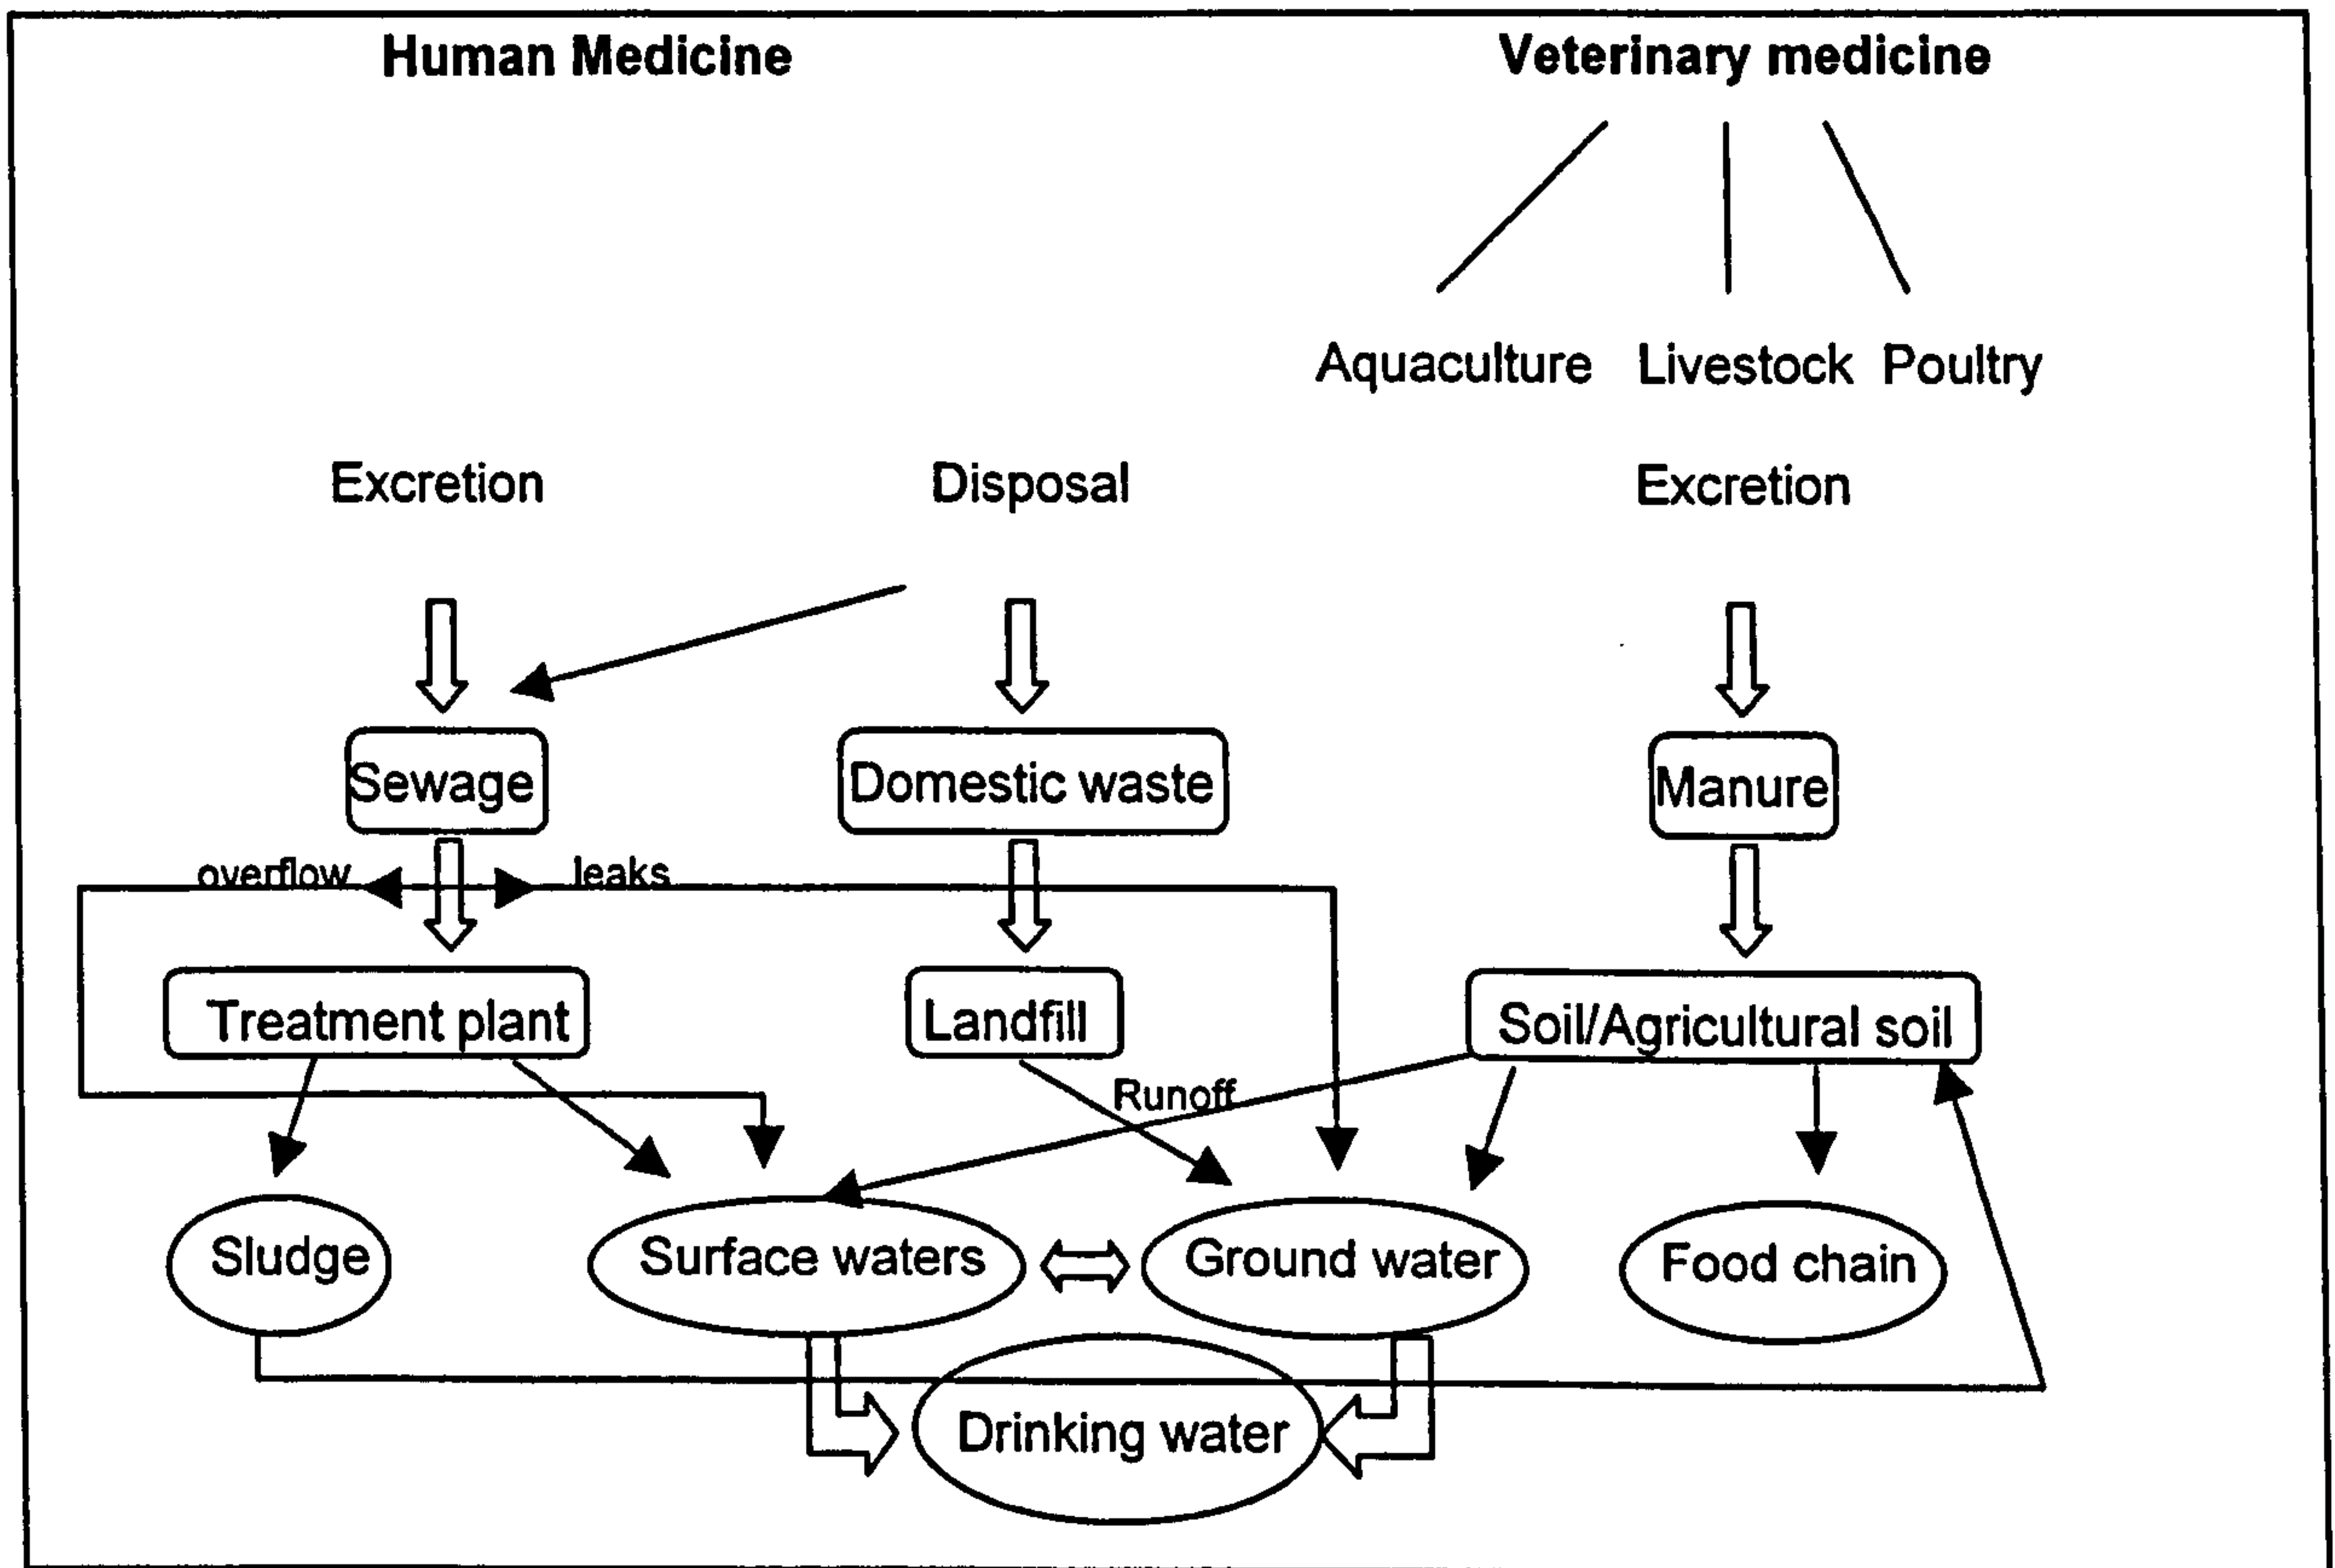 Human Medicine
Veterinary medicine
Aquaculture Livestock Poultry
Excretion
Disposal
Excretion
Sewage
Domestic waste
Manure
overflow
leaks
Treatment plant
Landfill
Soil/Agricultural soil
Runoff
Sludge
Surface waters
Ground water
Food chain
Drinking water